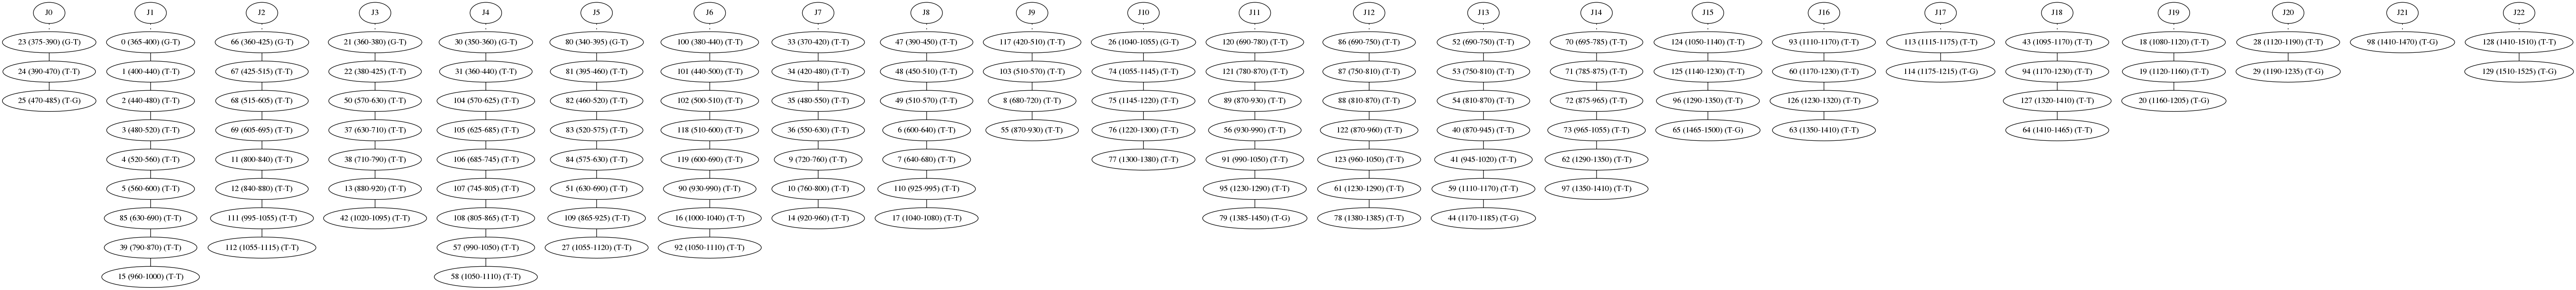 J0 J1 J2 J3 J4 J5 J6 J7 J8 J9 J10 J11 J12 J13 J14 J15 J16 J17 J18 J19 J20 J21 J22
23 (375-390) (G-T) 0 (365-400) (G-T) 66 (360-425) (G-T) 21 (360-380) (G-T) 30 (350-360) (G-T) 80 (340-395) (G-T) 100 (380-440) (T-T) 33 (370-420) (T-T) 47 (390-450) (T-T) 117 (420-510) (T-T) 26 (1040-1055) (G-T) 120 (690-780) (T-T) 86 (690-750) (T-T) 52 (690-750) (T-T) 70 (695-785) (T-T) 124 (1050-1140) (T-T) 93 (1110-1170) (T-T) 113 (1115-1175) (T-T) 43 (1095-1170) (T-T) 18 (1080-1120) (T-T) 28 (1120-1190) (T-T) 98 (1410-1470) (T-G) 128 (1410-1510) (T-T)
24 (390-470) (T-T) 1 (400-440) (T-T) 67 (425-515) (T-T) 22 (380-425) (T-T) 31 (360-440) (T-T) 81 (395-460) (T-T) 101 (440-500) (T-T) 34 (420-480) (T-T) 48 (450-510) (T-T) 103 (510-570) (T-T) 74 (1055-1145) (T-T) 121 (780-870) (T-T) 87 (750-810) (T-T) 53 (750-810) (T-T) 71 (785-875) (T-T) 125 (1140-1230) (T-T) 60 (1170-1230) (T-T) 114 (1175-1215) (T-G) 94 (1170-1230) (T-T) 19 (1120-1160) (T-T) 29 (1190-1235) (T-G) 129 (1510-1525) (T-G)
25 (470-485) (T-G) 2 (440-480) (T-T) 68 (515-605) (T-T) 50 (570-630) (T-T) 104 (570-625) (T-T) 82 (460-520) (T-T) 102 (500-510) (T-T) 35 (480-550) (T-T) 49 (510-570) (T-T) 8 (680-720) (T-T) 75 (1145-1220) (T-T) 89 (870-930) (T-T) 88 (810-870) (T-T) 54 (810-870) (T-T) 72 (875-965) (T-T) 96 (1290-1350) (T-T) 126 (1230-1320) (T-T) 127 (1320-1410) (T-T) 20 (1160-1205) (T-G)
3 (480-520) (T-T) 69 (605-695) (T-T) 37 (630-710) (T-T) 105 (625-685) (T-T) 83 (520-575) (T-T) 118 (510-600) (T-T) 36 (550-630) (T-T) 6 (600-640) (T-T) 55 (870-930) (T-T) 76 (1220-1300) (T-T) 56 (930-990) (T-T) 122 (870-960) (T-T) 40 (870-945) (T-T) 73 (965-1055) (T-T) 65 (1465-1500) (T-G) 63 (1350-1410) (T-T) 64 (1410-1465) (T-T)
4 (520-560) (T-T) 11 (800-840) (T-T) 38 (710-790) (T-T) 106 (685-745) (T-T) 84 (575-630) (T-T) 119 (600-690) (T-T) 9 (720-760) (T-T) 7 (640-680) (T-T) 77 (1300-1380) (T-T) 91 (990-1050) (T-T) 123 (960-1050) (T-T) 41 (945-1020) (T-T) 62 (1290-1350) (T-T)
5 (560-600) (T-T) 12 (840-880) (T-T) 13 (880-920) (T-T) 107 (745-805) (T-T) 51 (630-690) (T-T) 90 (930-990) (T-T) 10 (760-800) (T-T) 110 (925-995) (T-T) 95 (1230-1290) (T-T) 61 (1230-1290) (T-T) 59 (1110-1170) (T-T) 97 (1350-1410) (T-T)
85 (630-690) (T-T) 111 (995-1055) (T-T) 42 (1020-1095) (T-T) 108 (805-865) (T-T) 109 (865-925) (T-T) 16 (1000-1040) (T-T) 14 (920-960) (T-T) 17 (1040-1080) (T-T) 79 (1385-1450) (T-G) 78 (1380-1385) (T-T) 44 (1170-1185) (T-G)
39 (790-870) (T-T) 112 (1055-1115) (T-T) 57 (990-1050) (T-T) 27 (1055-1120) (T-T) 92 (1050-1110) (T-T)
15 (960-1000) (T-T) 58 (1050-1110) (T-T)